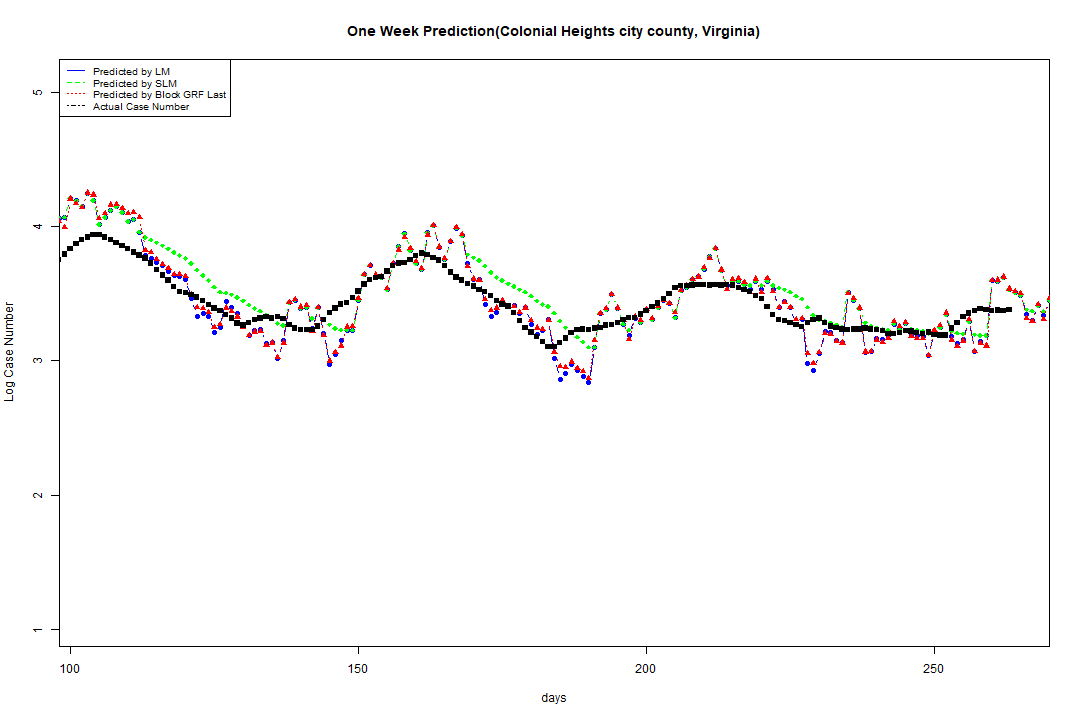 One Week Prediction(Colonial Heights city county, Virginia)
Predicted by LM
Predicted by SLM
Predicted by Block GRF Last
Actual Case Number
5
4
3
2
1
Log Case Number
100
150
200
250
days